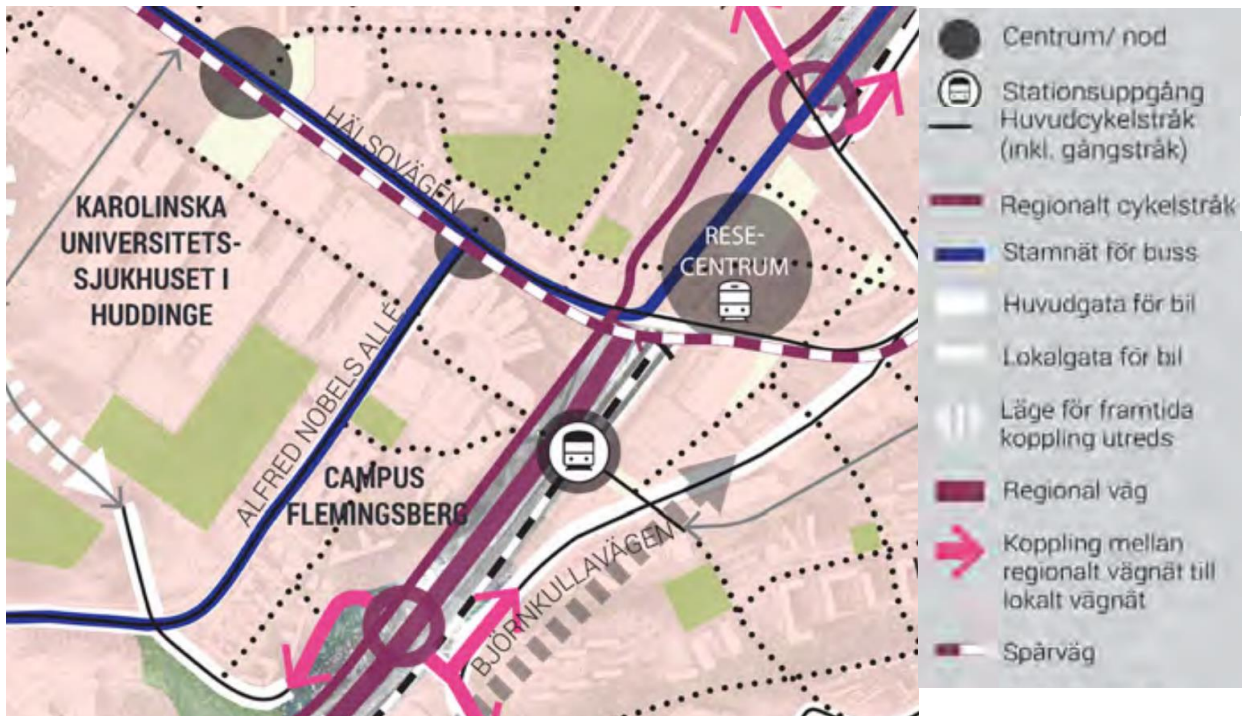 HÄLSOVÄGEN
KAROLINSKA
UNIVERSITETS-
SJUKHUSET I
HUDDINGE
RESE-
CENTRUM
ALFRED NOBELS ALLÉ
CAMPUS
FLEMINGSBERG
BJÖRNKULLAVÄGEN
Centrum/ nod
Stationsuppgång
Huvudcykelstråk
(inkl. gångstråk)
Regionalt cykelstråk
Stamnät för buss
Huvudgata för bil
Lokalgata för bil
Läge för framtida
koppling utreds
Regional väg
Koppling mellan
regionalt vägnät till
lokalt vägnät
Spårväg